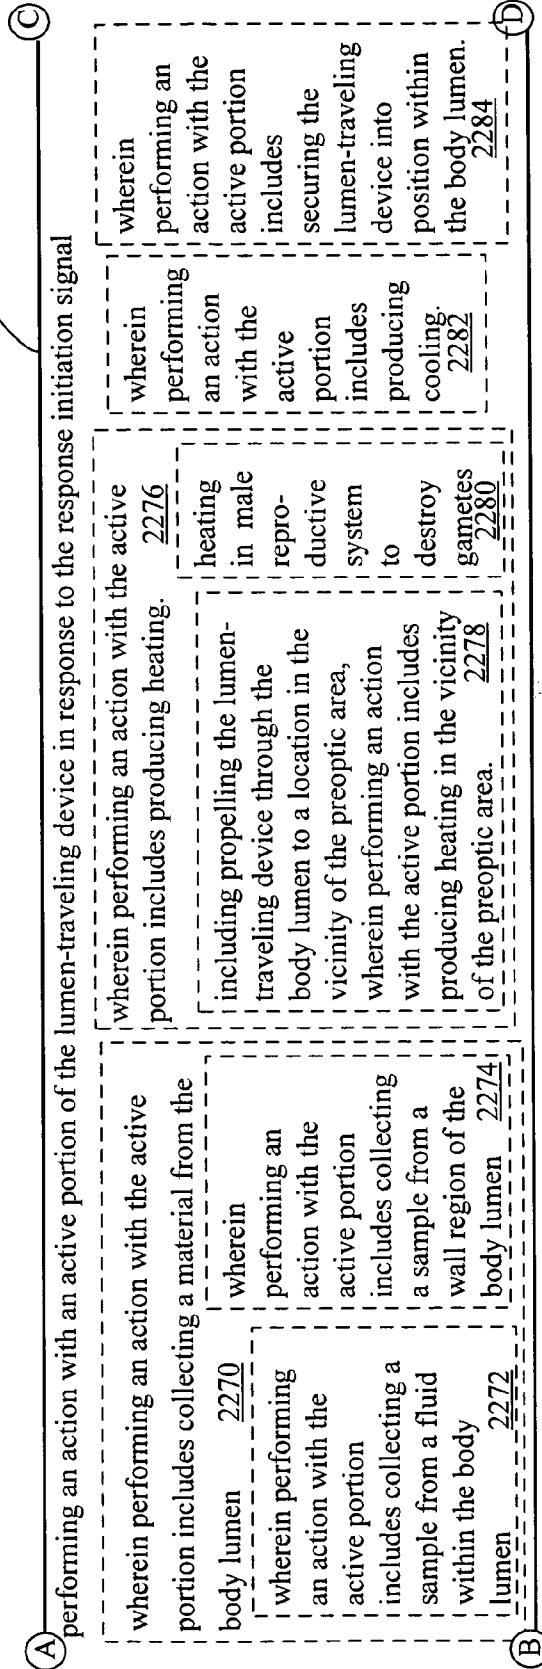 A
C
performing an action with an active portion of the lumen-traveling device in response to the response initiation signal
wherein performing an action with the active
portion includes collecting a material from the
body lumen 2270
wherein performing
an action with the
active portion
includes collecting a
sample from a fluid
within the body
lumen 2272
wherein
performing an
action with the
active portion
includes collecting
a sample from a
wall region of the
body lumen 2274
wherein performing an action with the active
portion includes producing heating. 2276
including propelling the lumen-
traveling device through the
body lumen to a location in the
vicinity of the preoptic area,
wherein performing an action
with the active portion includes
producing heating in the vicinity
of the preoptic area. 2278
heating
in male
repro-
ductive
system
to
destroy
gametes
2280
wherein
performing
an action
with the
active
portion
includes
producing
cooling.
2282
wherein
performing an
action with the
active portion
includes
securing the
lumen-traveling
device into
position within
the body lumen.
2284
B
D